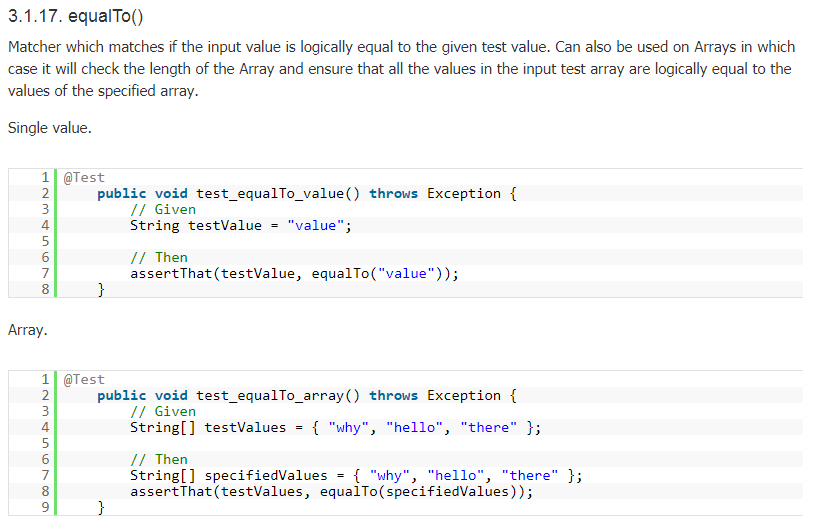 3.1.17. equalTo()
Matcher which matches if the input value is logically equal to the given test value. Can also be used on Arrays in which
case it will check the length of the Array and ensure that all the values in the input test array are logically equal to the
values of the specified array.
Single value.
1 @Test
2     public void test_equalTo_value() throws Exception {
3         // Given
4         String testValue = "value";
5
6         // Then
7         assertThat(testValue, equalTo("value"));
8     }
Array.
1 @Test
2     public void test_equalTo_array() throws Exception {
3         // Given
4         String[] testValues = { "why", "hello", "there" };
5
6         // Then
7         String[] specifiedValues = { "why", "hello", "there" };
8         assertThat(testValues, equalTo(specifiedValues));
9     }